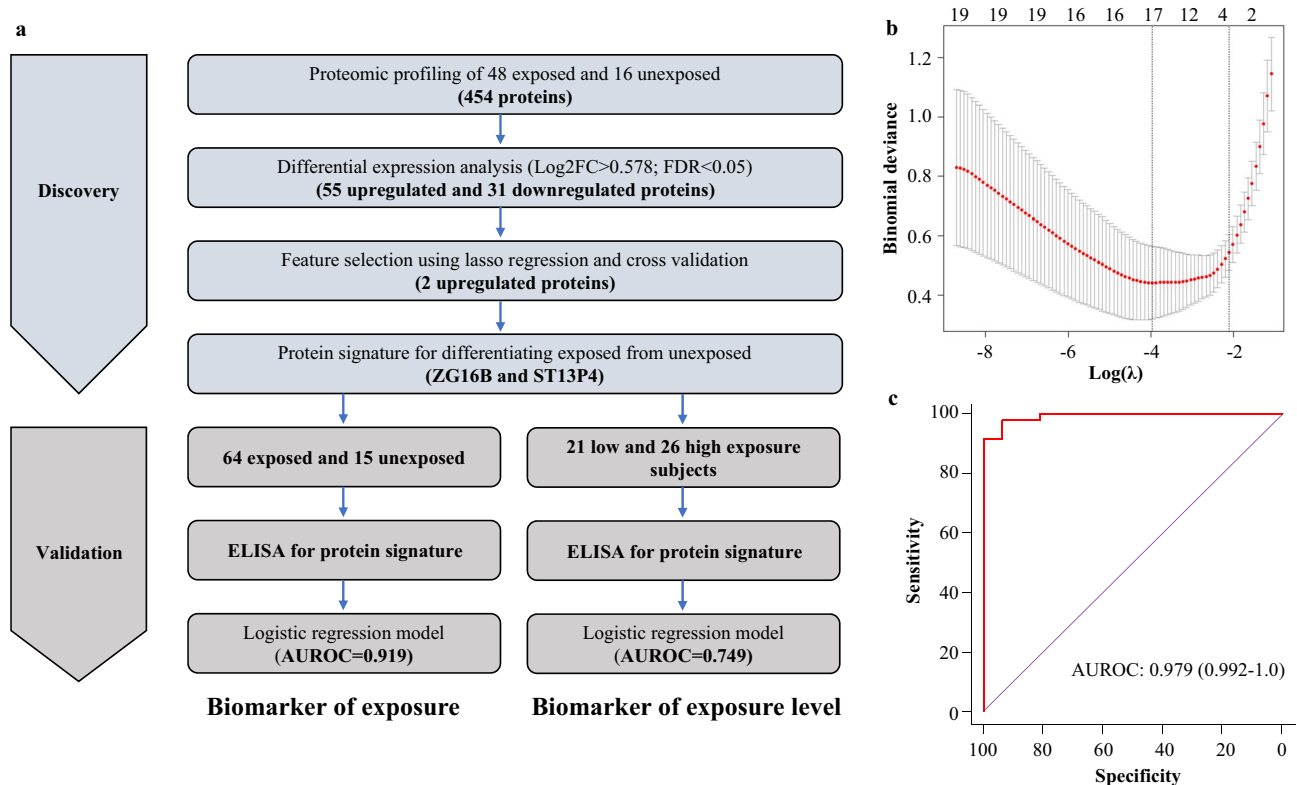 a
Discovery
Proteomic profiling of 48 exposed and 16 unexposed
(454 proteins)
Differential expression analysis (Log2FC>0.578; FDR<0.05)
(55 upregulated and 31 downregulated proteins)
Feature selection using lasso regression and cross validation
(2 upregulated proteins)
Protein signature for differentiating exposed from unexposed
(ZG16B and ST13P4)
Validation
64 exposed and 15 unexposed
ELISA for protein signature
Logistic regression model
(AUROC=0.919)
Biomarker of exposure
21 low and 26 high exposure
subjects
ELISA for protein signature
Logistic regression model
(AUROC=0.749)
Biomarker of exposure level
b
19 19 19 16 16 17 12 4 2
Binomial deviance
1.2
1.0
0.8
0.6
0.4
-8 -6 -4 -2
Log(λ)
c
Sensitivity
100
80
60
40
20
0
AUROC: 0.979 (0.992-1.0)
100 80 60 40 20 0
Specificity